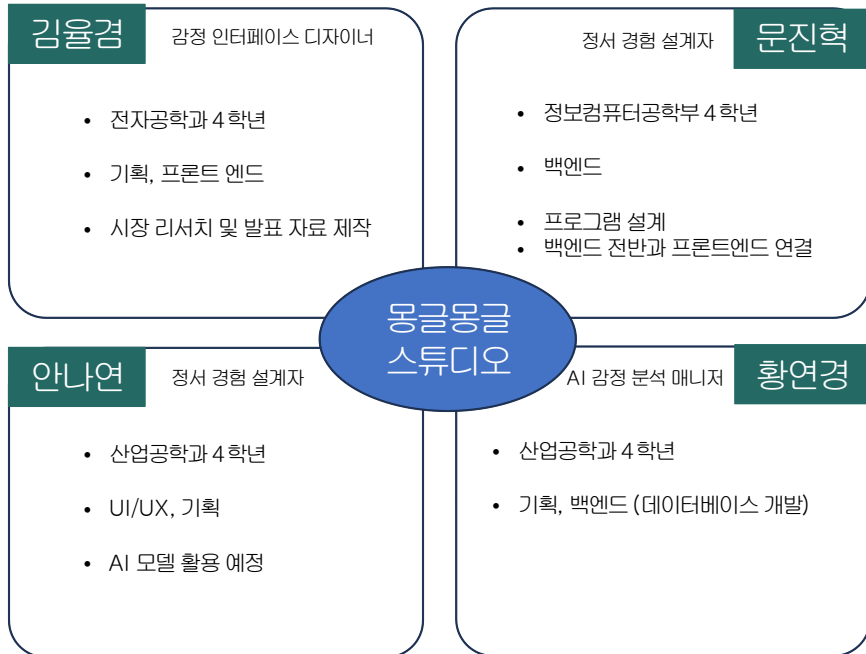 김율겸
감정 인터페이스 디자이너
• 전자공학과 4학년
• 기획, 프론트 엔드
• 시장 리서치 및 발표 자료 제작
정서 경험 설계자
문진혁
• 정보컴퓨터공학부 4학년
• 백엔드
• 프로그램 설계
• 백엔드 전반과 프론트엔드 연결
몽글몽글
스튜디오
안나연
정서 경험 설계자
• 산업공학과 4학년
• UI/UX, 기획
• AI 모델 활용 예정
AI 감정 분석 매니저
황연경
• 산업공학과 4학년
• 기획, 백엔드 (데이터베이스 개발)